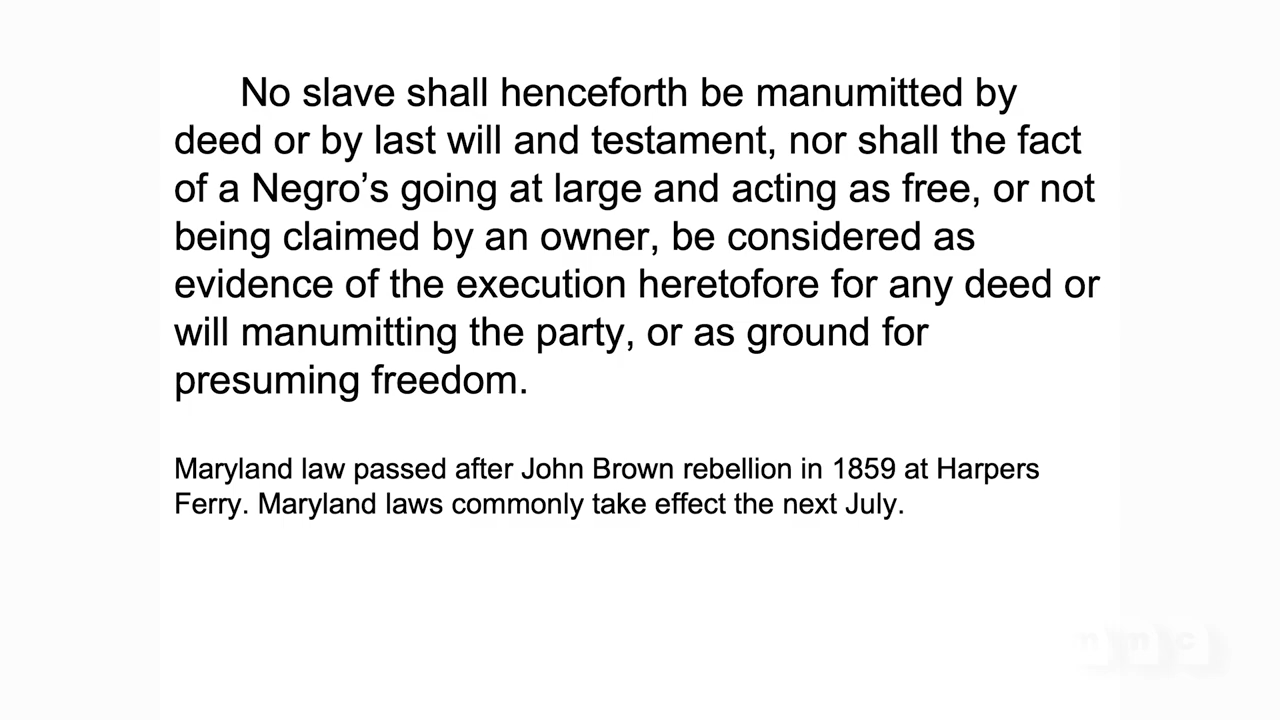 No slave shall henceforth be manumitted by
deed or by last will and testament, nor shall the fact
of a Negro’s going at large and acting as free, or not
being claimed by an owner, be considered as
evidence of the execution heretofore for any deed or
will manumitting the party, or as ground for
presuming freedom.
Maryland law passed after John Brown rebellion in 1859 at Harpers
Ferry. Maryland laws commonly take effect the next July.